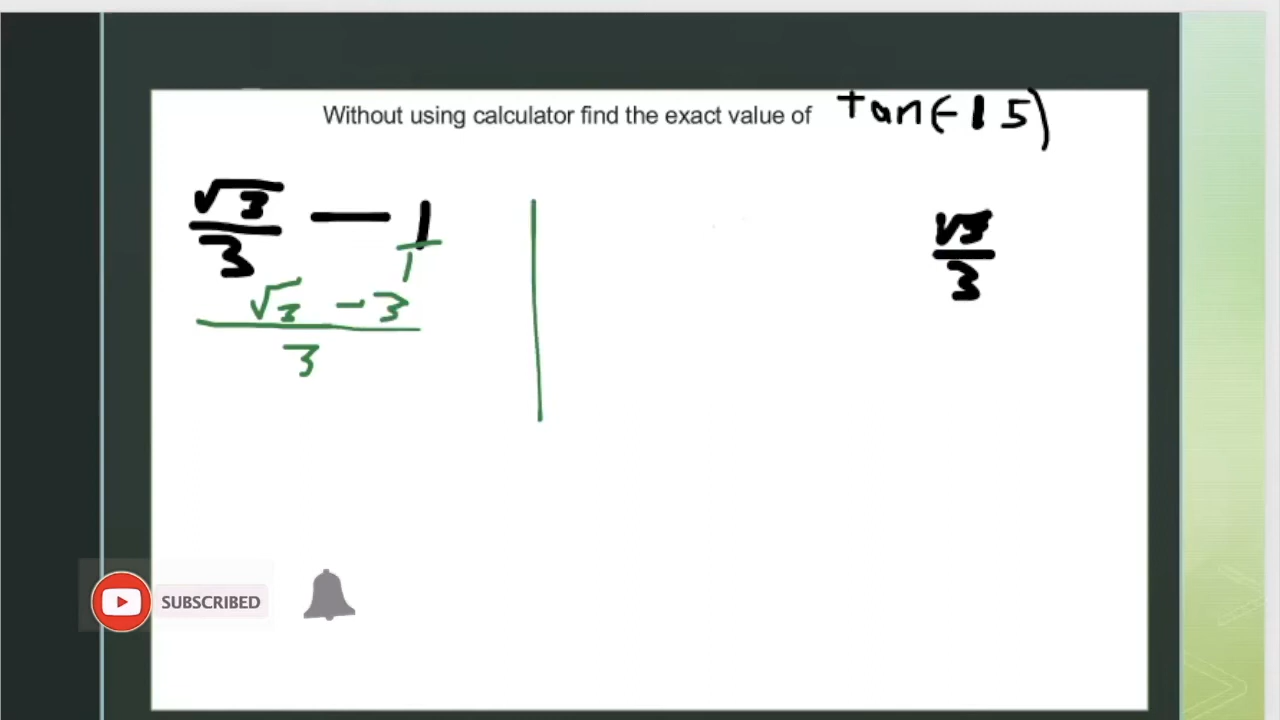 Without using calculator find the exact value of tan(-15)
√3/3 — 1/1
√3/3
√3 - 3
3
SUBSCRIBED